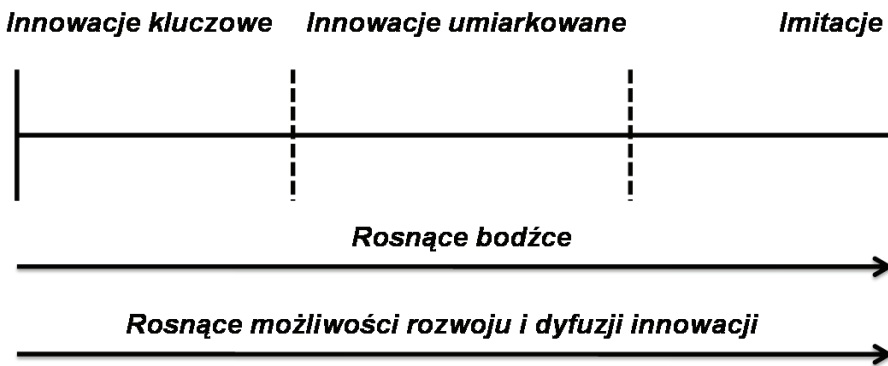 Innowacje kluczowe Innowacje umiarkowane Imitacje
Rosnące bodźce
Rosnące możliwości rozwoju i dyfuzji innowacji